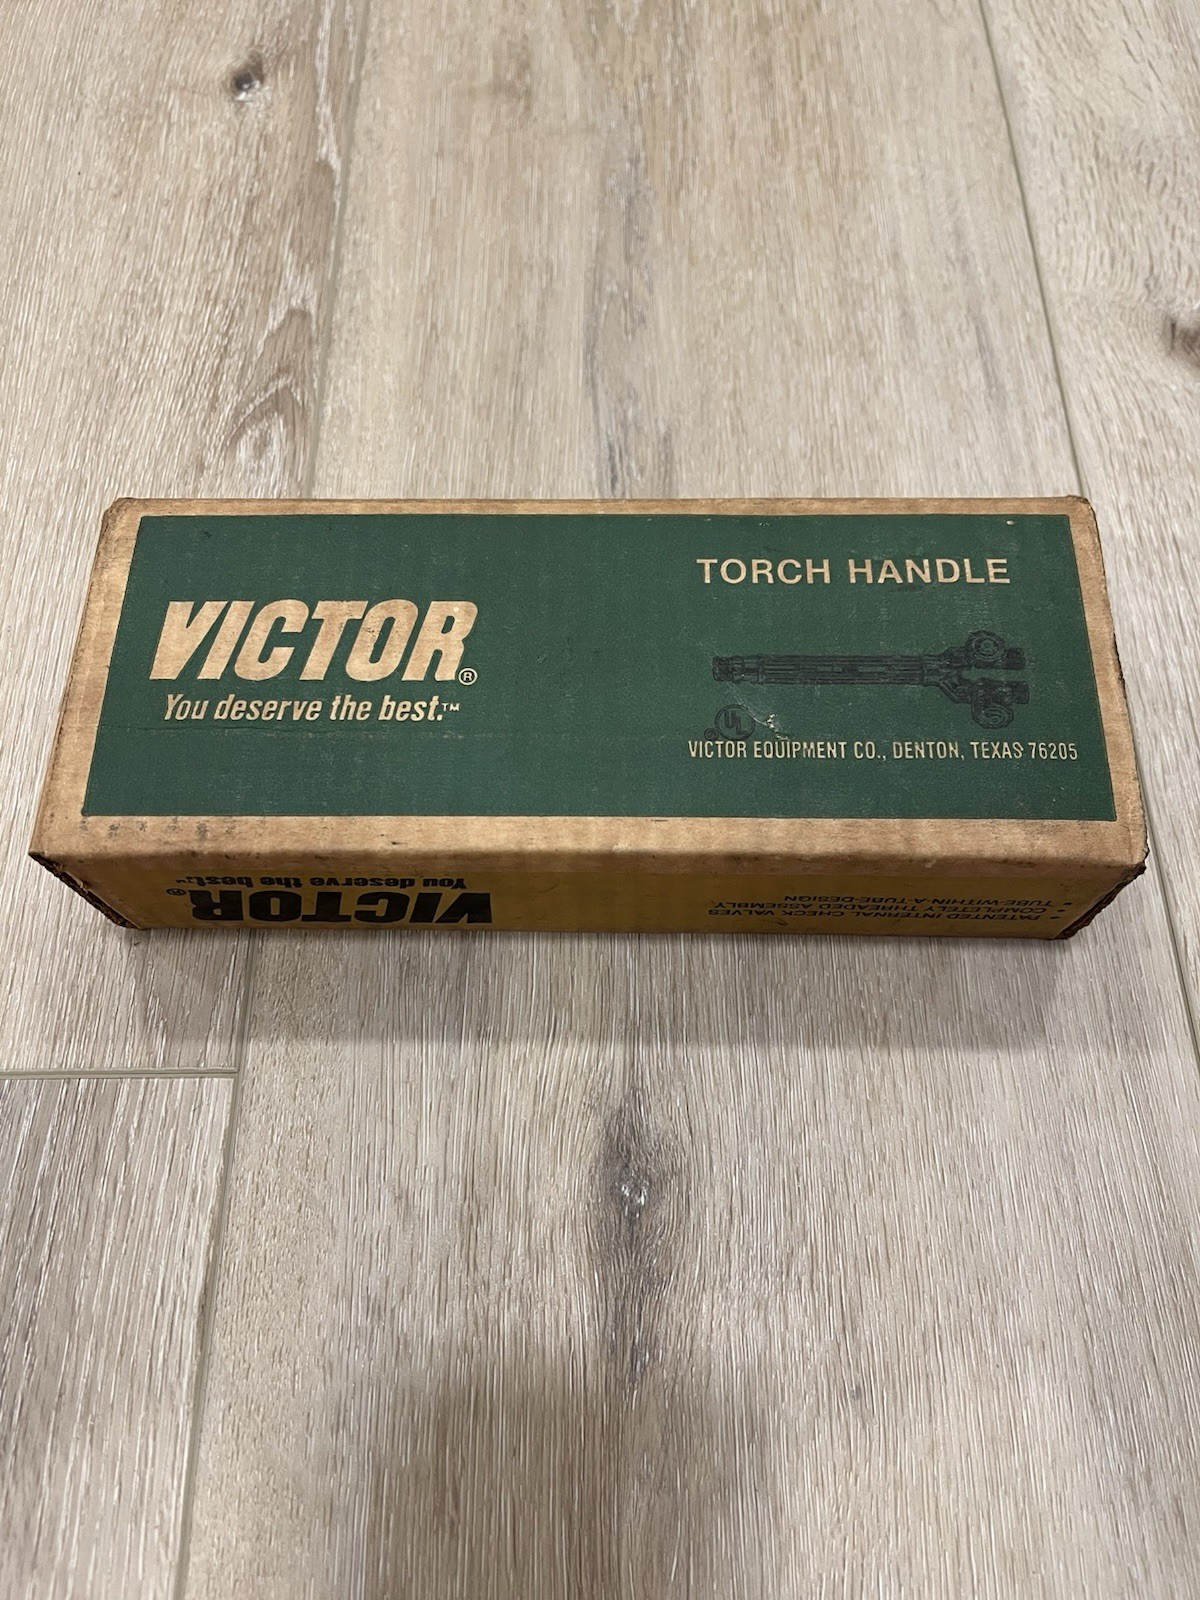 TORCH HANDLE
VICTOR®
You deserve the best.™
UL
®
VICTOR EQUIPMENT CO., DENTON, TEXAS 76205
VICTOR®
You deserve the best.™
• PATENTED INTERNAL CHECK VALVES
• COMPLETELY THREADED ASSEMBLY
• TUBE-WITHIN-A-TUBE-DESIGN